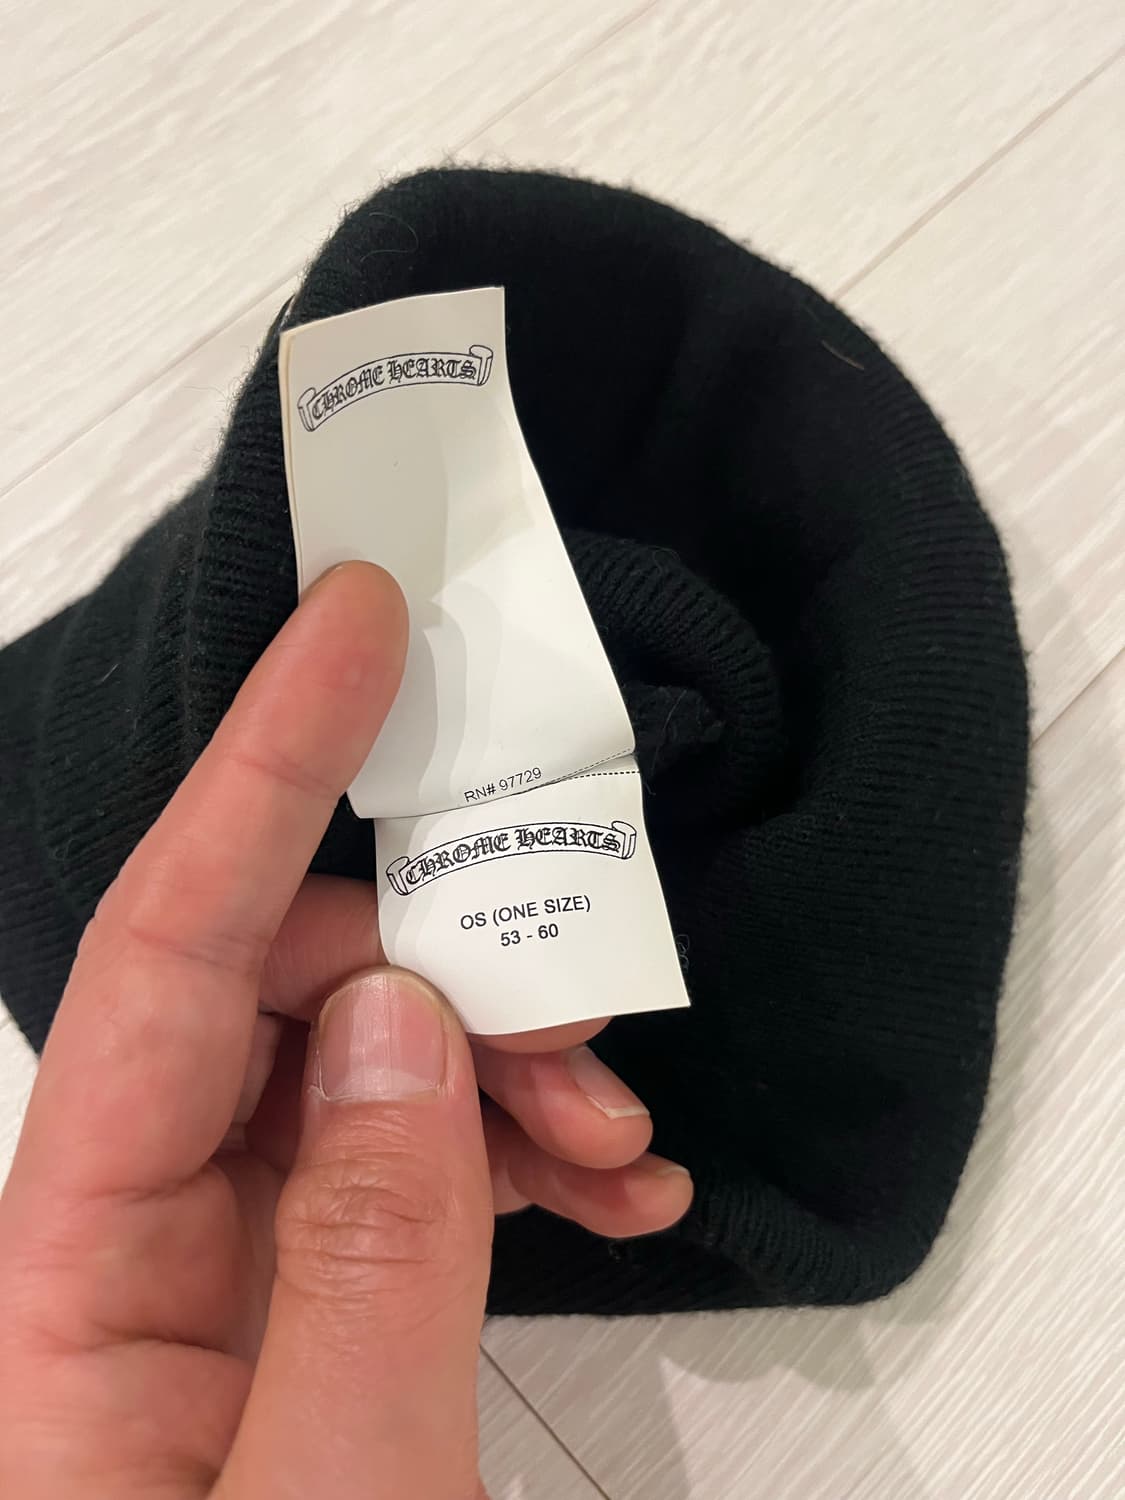 CHROME HEARTS
RN# 97729
CHROME HEARTS
OS (ONE SIZE)
53 - 60